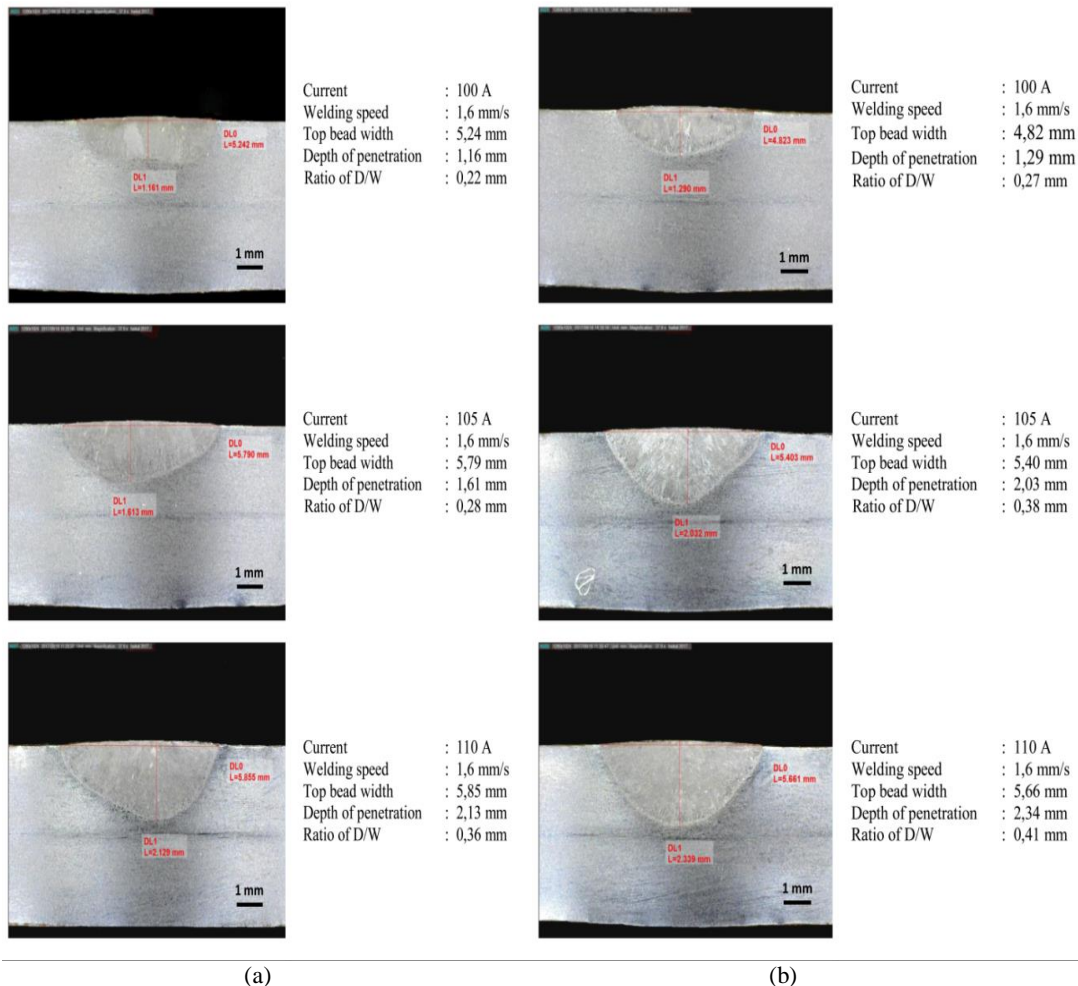 DL0
L=5.242 mm
DL1
L=1.161 mm
1 mm
Current : 100 A
Welding speed : 1,6 mm/s
Top bead width : 5,24 mm
Depth of penetration : 1,16 mm
Ratio of D/W : 0,22 mm
DL0
L=4.823 mm
DL1
L=1.290 mm
1 mm
Current : 100 A
Welding speed : 1,6 mm/s
Top bead width : 4,82 mm
Depth of penetration : 1,29 mm
Ratio of D/W : 0,27 mm
DL0
L=5.790 mm
DL1
L=1.613 mm
1 mm
Current : 105 A
Welding speed : 1,6 mm/s
Top bead width : 5,79 mm
Depth of penetration : 1,61 mm
Ratio of D/W : 0,28 mm
DL0
L=5.403 mm
DL1
L=2.032 mm
1 mm
Current : 105 A
Welding speed : 1,6 mm/s
Top bead width : 5,40 mm
Depth of penetration : 2,03 mm
Ratio of D/W : 0,38 mm
DL0
L=5.855 mm
DL1
L=2.129 mm
1 mm
Current : 110 A
Welding speed : 1,6 mm/s
Top bead width : 5,85 mm
Depth of penetration : 2,13 mm
Ratio of D/W : 0,36 mm
DL0
L=5.661 mm
DL1
L=2.339 mm
1 mm
Current : 110 A
Welding speed : 1,6 mm/s
Top bead width : 5,66 mm
Depth of penetration : 2,34 mm
Ratio of D/W : 0,41 mm
(a)
(b)